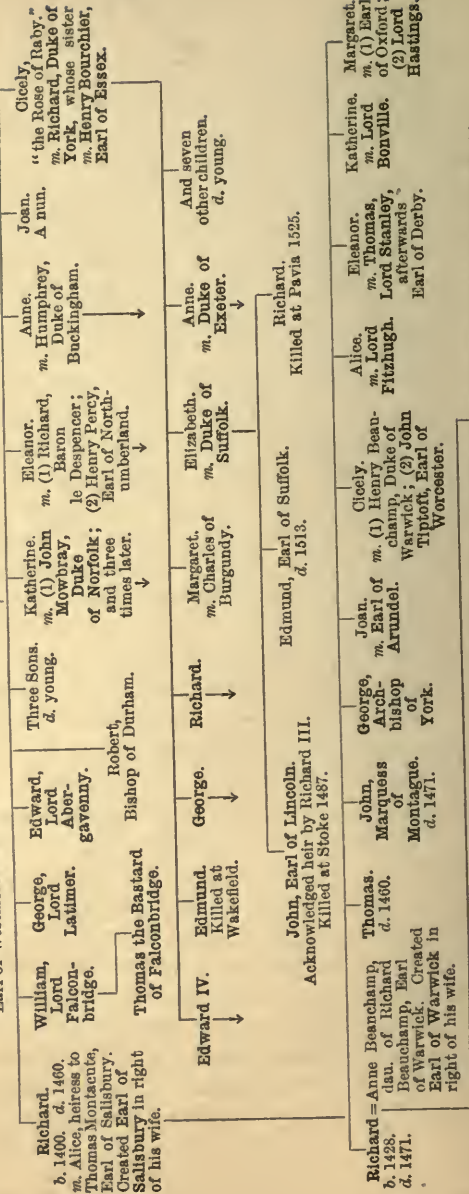 Richard.
b. 1400. d. 1460.
m. Alice, heiress to
Thomas Montacute,
Earl of Salisbury.
Created Earl of
Salisbury in right
of his wife.
William,
Lord
Falcon-
bridge.
Thomas the Bastard
of Falconbridge.
George,
Lord
Latimer.
Edward,
Lord
Aber-
gavenny.
Robert,
Bishop of Durham.
Three Sons.
d. young.
Katherine.
m. (1) John
Mowbray,
Duke
of Norfolk;
and three
times later.
Eleanor.
m. (1) Richard,
Baron
le Despencer;
(2) Henry Percy,
Earl of North-
umberland.
Anne.
m. Humphrey,
Duke of
Buckingham.
Joan.
A nun.
Cicely,
"the Rose of Raby."
m. Richard, Duke of
York, whose sister
m. Henry Bourchier,
Earl of Essex.
Edward IV.
Edmund.
Killed at
Wakefield.
George.
Richard.
Margaret.
m. Charles of
Burgundy.
Elizabeth.
m. Duke of
Suffolk.
Anne.
m. Duke of
Exeter.
And seven
other children.
d. young.
John, Earl of Lincoln.
Acknowledged heir by Richard III.
Killed at Stoke 1487.
Edmund, Earl of Suffolk.
d. 1513.
Richard.
Killed at Pavia 1525.
Richard = Anne Beauchamp,
b. 1428. dau. of Richard
d. 1471. Beauchamp, Earl
of Warwick. Created
Earl of Warwick in
right of his wife.
Thomas.
d. 1460.
John,
Marquess
of
Montague.
d. 1471.
George,
Arch-
bishop
of
York.
Joan.
m. Earl of
Arundel.
Cicely.
m. (1) Henry Beau-
champ, Duke of
Warwick; (2) John
Tiptoft, Earl of
Worcester.
Alice.
m. Lord
Fitzhugh.
Eleanor.
m. Thomas,
Lord Stanley,
afterwards
Earl of Derby.
Katherine.
m. Lord
Bonville.
Margaret.
m. (1) Earl
of Oxford;
(2) Lord
Hastings.